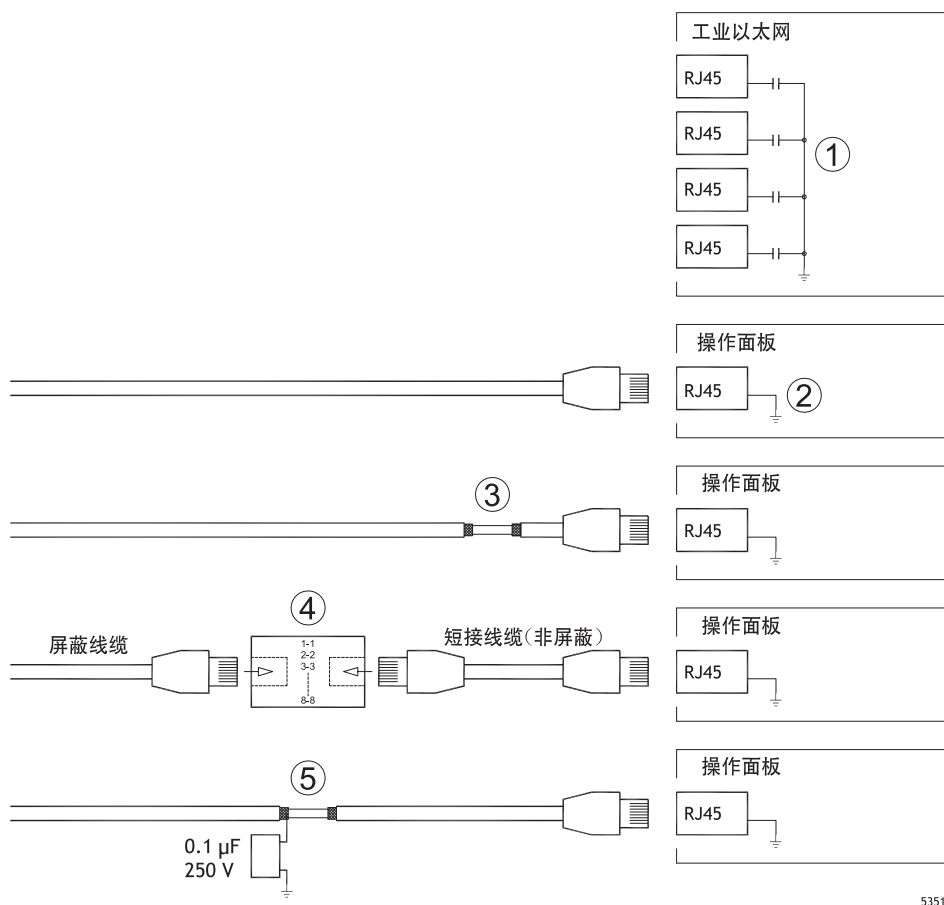 工业以太网
RJ45
RJ45
①
RJ45
RJ45
操作面板
RJ45
②
③
操作面板
RJ45
④
屏蔽线缆
1-1
2-2
3-3
8-8
短接线缆(非屏蔽)
操作面板
RJ45
⑤
0.1 µF
250 V
操作面板
RJ45
5351